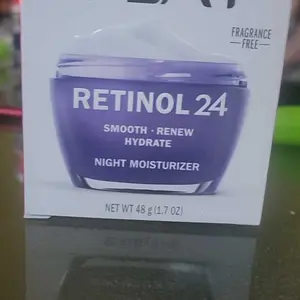 FRAGRANCE
FREE
RETINOL 24
SMOOTH · RENEW
HYDRATE
NIGHT MOISTURIZER
NET WT 48 g (1.7 OZ)